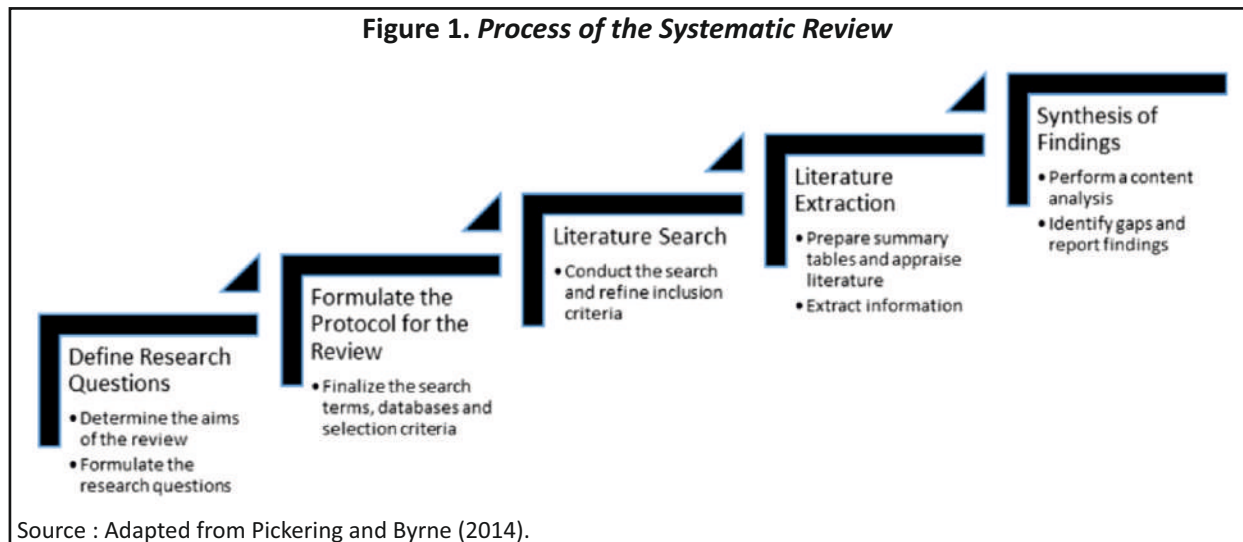 Figure 1. Process of the Systematic Review
Define Research
Questions
• Determine the aims
of the review
• Formulate the
research questions
Formulate the
Protocol for the
Review
• Finalize the search
terms, databases and
selection criteria
Literature Search
• Conduct the search
and refine inclusion
criteria
Literature
Extraction
• Prepare summary
tables and appraise
literature
• Extract information
Synthesis of
Findings
• Perform a content
analysis
• Identify gaps and
report findings
Source : Adapted from Pickering and Byrne (2014).